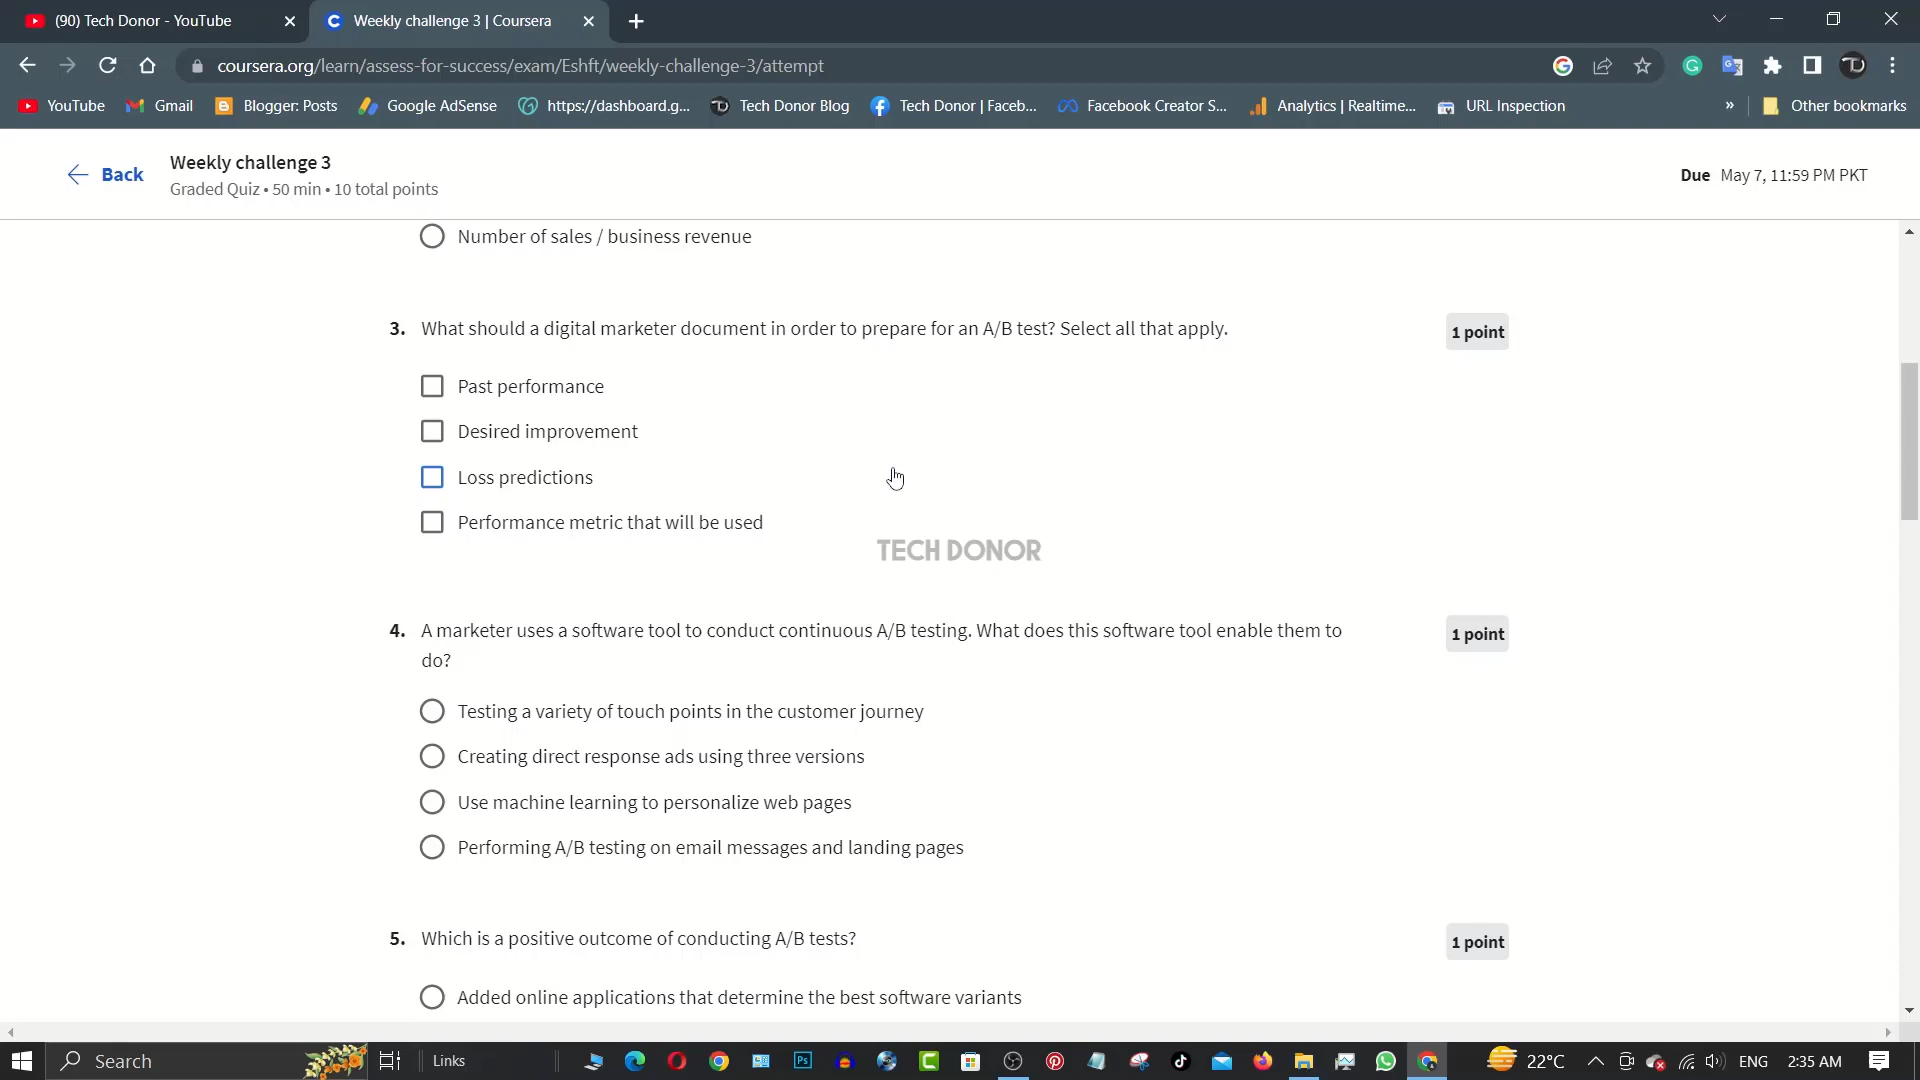 (90) Tech Donor - YouTube
Weekly challenge 3 | Coursera
coursera.org/learn/assess-for-success/exam/Eshft/weekly-challenge-3/attempt
YouTube
Gmail
Blogger: Posts
Google AdSense
https://dashboard.g...
Tech Donor Blog
Tech Donor | Faceb...
Facebook Creator S...
Analytics | Realtime...
URL Inspection
»
Other bookmarks
Back
Weekly challenge 3
Graded Quiz • 50 min • 10 total points
Due May 7, 11:59 PM PKT
Number of sales / business revenue
3. What should a digital marketer document in order to prepare for an A/B test? Select all that apply.
1 point
Past performance
Desired improvement
Loss predictions
Performance metric that will be used
TECH DONOR
4. A marketer uses a software tool to conduct continuous A/B testing. What does this software tool enable them to
do?
1 point
Testing a variety of touch points in the customer journey
Creating direct response ads using three versions
Use machine learning to personalize web pages
Performing A/B testing on email messages and landing pages
5. Which is a positive outcome of conducting A/B tests?
1 point
Added online applications that determine the best software variants
Search
Links
22°C
ENG
2:35 AM